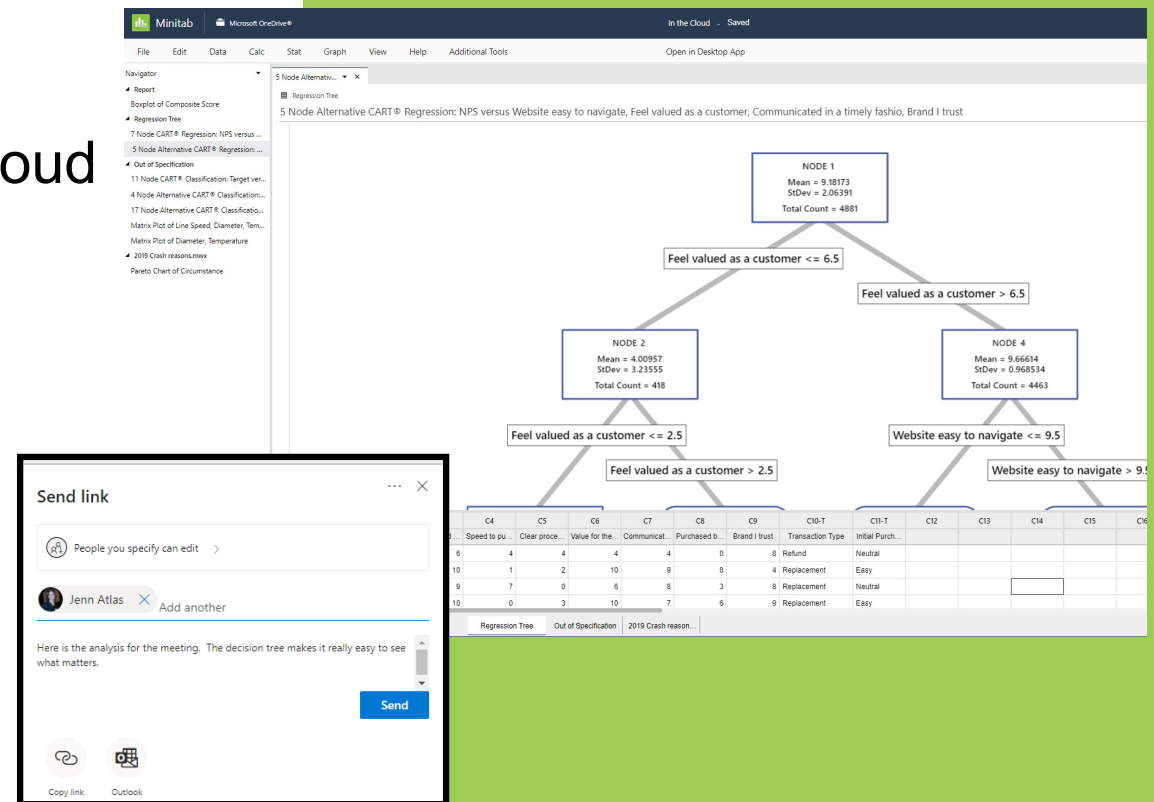 oud
Minitab
Microsoft OneDrive®
In the Cloud - Saved
File Edit Data Calc Stat Graph View Help Additional Tools
Open in Desktop App
Navigator
Report
Boxplot of Composite Score
Regression Tree
7 Node CART® Regression: NPS versus ...
5 Node Alternative CART® Regression: ...
Out of Specification
11 Node CART® Classification: Target ver...
4 Node Alternative CART® Classification:...
17 Node Alternative CART® Classificatio...
Matrix Plot of Line Speed, Diameter, Tem...
Matrix Plot of Diameter, Temperature
2019 Crash reasons.mwx
Pareto Chart of Circumstance
5 Node Alternativ...
Regression Tree
5 Node Alternative CART® Regression: NPS versus Website easy to navigate, Feel valued as a customer, Communicated in a timely fashio, Brand I trust
NODE 1
Mean = 9.18173
StDev = 2.06391
Total Count = 4881
Feel valued as a customer <= 6.5
Feel valued as a customer > 6.5
NODE 2
Mean = 4.00957
StDev = 3.23555
Total Count = 418
NODE 4
Mean = 9.66614
StDev = 0.968534
Total Count = 4463
Feel valued as a customer <= 2.5
Feel valued as a customer > 2.5
Website easy to navigate <= 9.5
Website easy to navigate > 9.5
C4 C5 C6 C7 C8 C9 C10-T C11-T C12 C13 C14 C15 C16
Speed to pu... Clear proce... Value for the... Communicat... Purchased b... Brand I trust Transaction Type Initial Purch...
6 4 4 4 4 0 8 Refund Neutral
10 1 2 10 9 8 4 Replacement Easy
9 7 0 6 8 3 8 Replacement Neutral
10 0 3 10 7 6 9 Replacement Easy
Regression Tree Out of Specification 2019 Crash reason...
Send link
People you specify can edit
Jenn Atlas Add another
Here is the analysis for the meeting. The decision tree makes it really easy to see
what matters.
Send
Copy link Outlook